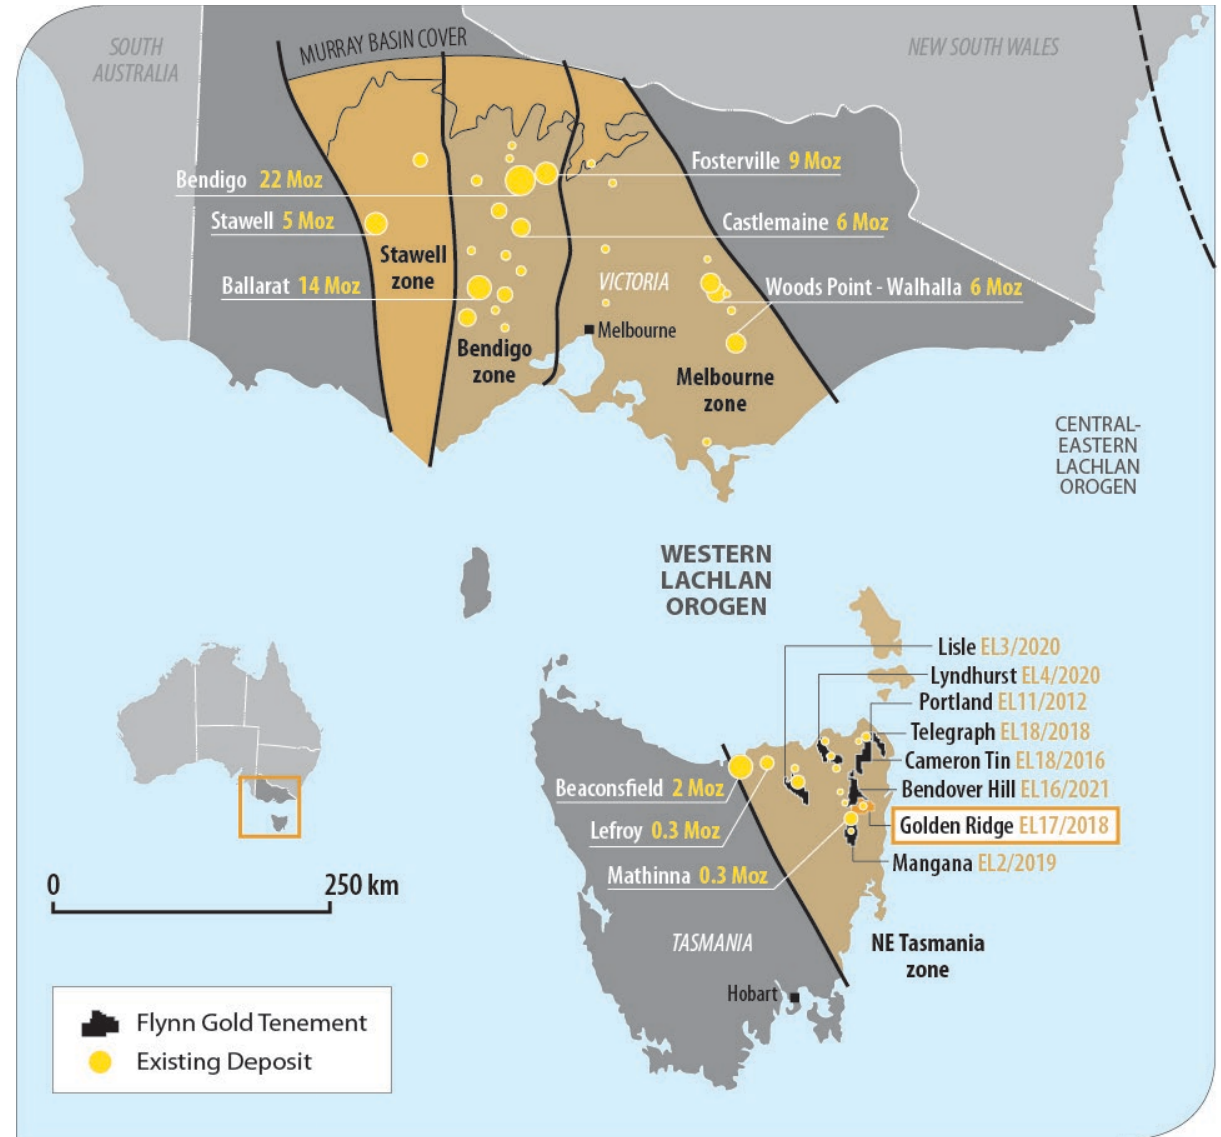 SOUTH
AUSTRALIA
MURRAY BASIN COVER
NEW SOUTH WALES
Bendigo 22 Moz
Fosterville 9 Moz
Stawell 5 Moz
Castlemaine 6 Moz
Stawell
zone
Ballarat 14 Moz
VICTORIA
Woods Point - Walhalla 6 Moz
Melbourne
Bendigo
zone
Melbourne
zone
CENTRAL-
EASTERN
LACHLAN
OROGEN
WESTERN
LACHLAN
OROGEN
Lisle EL3/2020
Lyndhurst EL4/2020
Portland EL11/2012
Telegraph EL18/2018
Cameron Tin EL18/2016
Bendover Hill EL16/2021
Golden Ridge EL17/2018
Mangana EL2/2019
Beaconsfield 2 Moz
Lefroy 0.3 Moz
Mathinna 0.3 Moz
0 250 km
TASMANIA
NE Tasmania
zone
Hobart
Flynn Gold Tenement
Existing Deposit